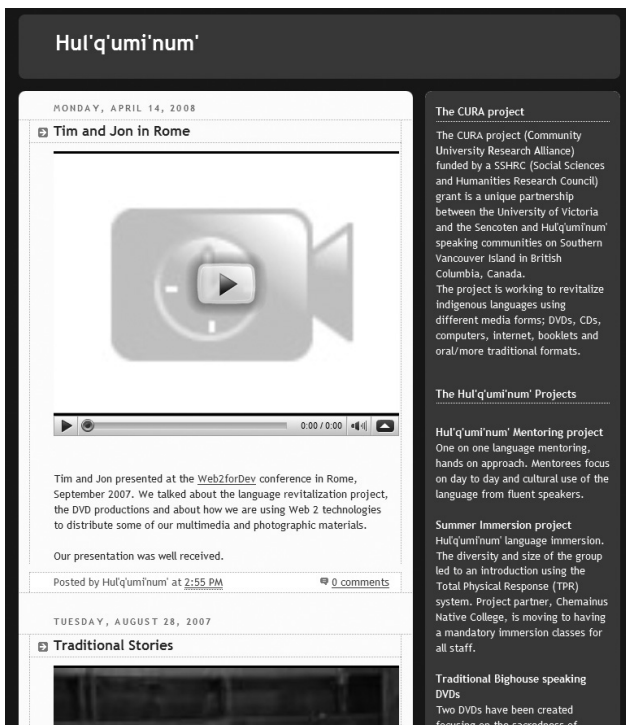 Hul'q'umi'num'
MONDAY, APRIL 14, 2008
Tim and Jon in Rome
0:00 / 0:00
Tim and Jon presented at the Web2forDev conference in Rome,
September 2007. We talked about the language revitalization project,
the DVD productions and about how we are using Web 2 technologies
to distribute some of our multimedia and photographic materials.
Our presentation was well received.
Posted by Hul'q'umi'num' at 2:55 PM
0 comments
TUESDAY, AUGUST 28, 2007
Traditional Stories
The CURA project
The CURA project (Community
University Research Alliance)
funded by a SSHRC (Social Sciences
and Humanities Research Council)
grant is a unique partnership
between the University of Victoria
and the Sencoten and Hul'q'umi'num'
speaking communities on Southern
Vancouver Island in British
Columbia, Canada.
The project is working to revitalize
indigenous languages using
different media forms; DVDs, CDs,
computers, internet, booklets and
oral/more traditional formats.
The Hul'q'umi'num' Projects
Hul'q'umi'num' Mentoring project
One on one language mentoring,
hands on approach. Mentorees focus
on day to day and cultural use of the
language from fluent speakers.
Summer Immersion project
Hul'q'umi'num' language immersion.
The diversity and size of the group
led to an introduction using the
Total Physical Response (TPR)
system. Project partner, Chemainus
Native College, is moving to having
a mandatory immersion classes for
all staff.
Traditional Bighouse speaking
DVDs
Two DVDs have been created
focusing on the sacredness of